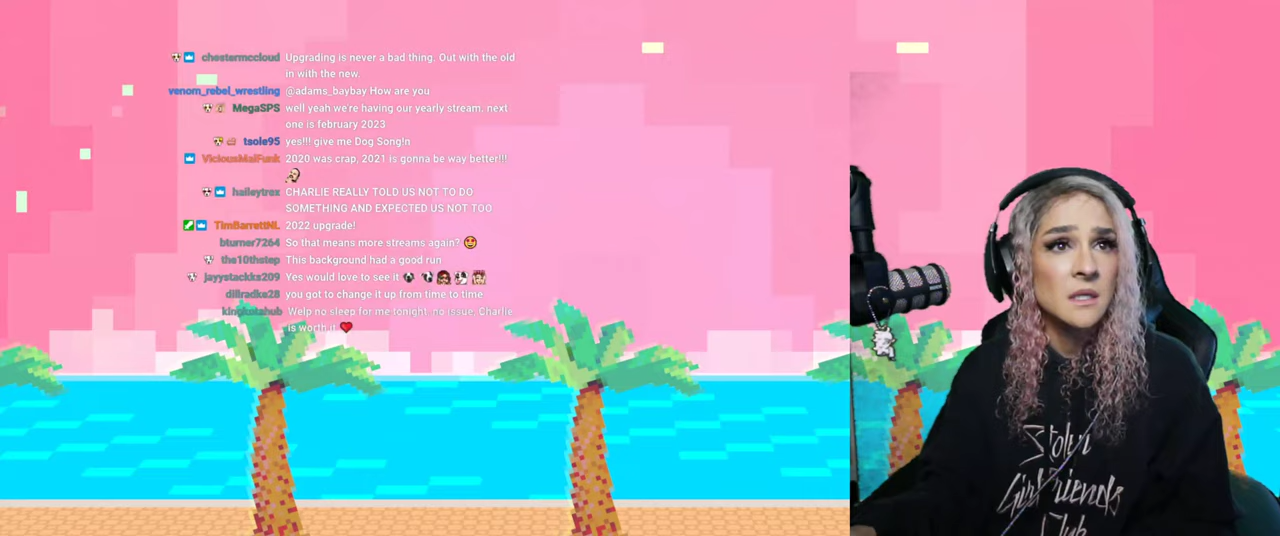 chestermccloud Upgrading is never a bad thing. Out with the old
in with the new.
venom_rebel_wrestling @adams_baybay How are you
MegaSPS well yeah we're having our yearly stream. next
one is february 2023
tsole95 yes!!! give me Dog Song!n
ViciousMalFunk 2020 was crap, 2021 is gonna be way better!!!
haileytrex CHARLIE REALLY TOLD US NOT TO DO
SOMETHING AND EXPECTED US NOT TOO
TimBarrettNL 2022 upgrade!
bturner7264 So that means more streams again?
the10thstep This background had a good run
jayystackks209 Yes would love to see it
dillradke28 you got to change it up from time to time
Welp no sleep for me tonight. no issue. Charlie
is worth it
Stolen
Girlfriends
Club